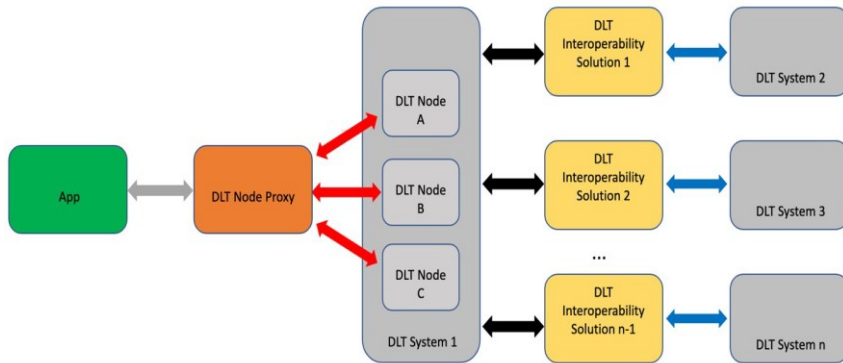 App
DLT Node Proxy
DLT Node
A
DLT Node
B
DLT Node
C
DLT System 1
DLT
Interoperability
Solution 1
DLT System 2
DLT
Interoperability
Solution 2
DLT System 3
...
DLT
Interoperability
Solution n-1
DLT System n